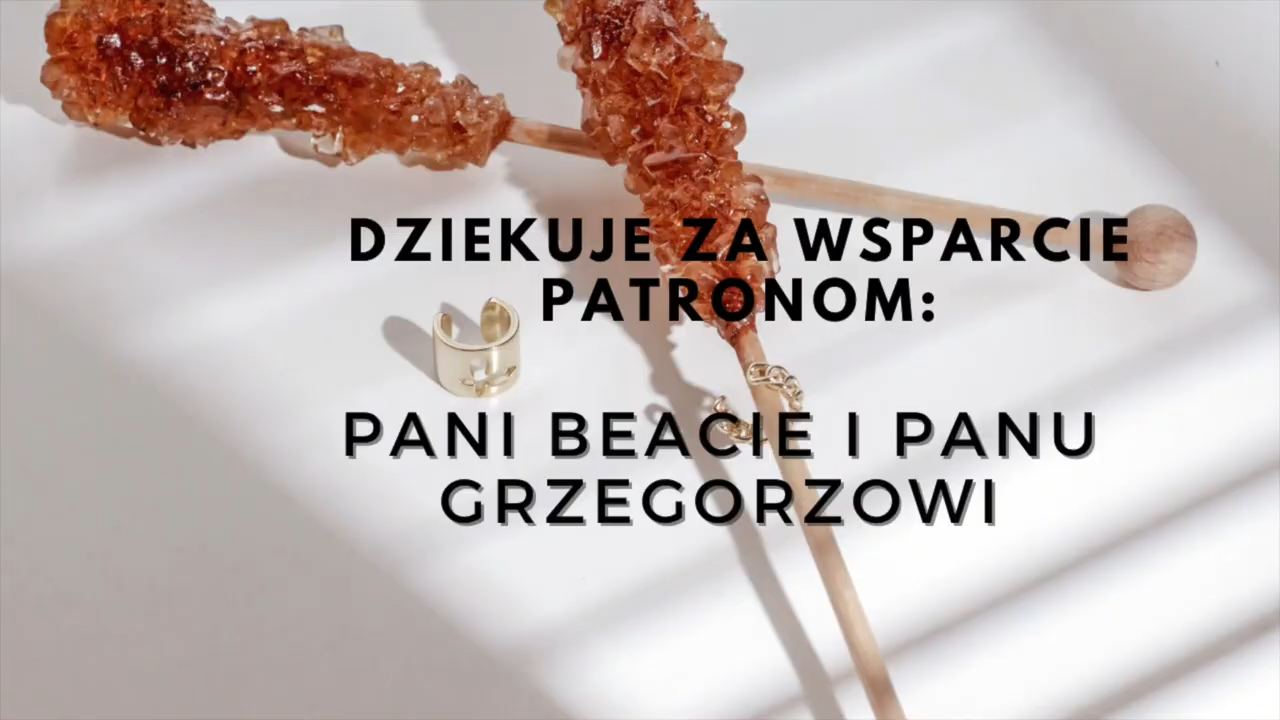 DZIEKUJE ZA WSPARCIE
PATRONOM:
PANI BEACIE I PANU
GRZEGORZOWI